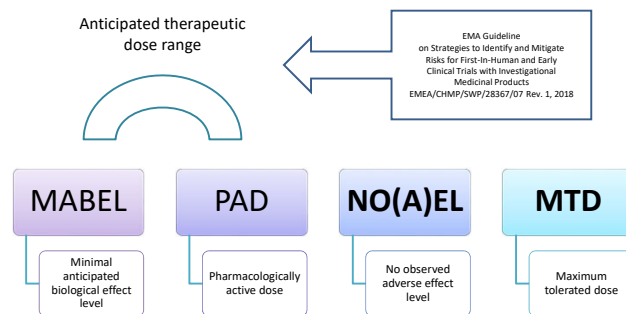 Anticipated therapeutic
dose range
EMA Guideline
on Strategies to Identify and Mitigate
Risks for First-In-Human and Early
Clinical Trials with Investigational
Medicinal Products
EMEA/CHMP/SWP/28367/07 Rev. 1, 2018
MABEL
PAD
NO(A)EL
MTD
Minimal
anticipated
biological effect
level
Pharmacologically
active dose
No observed
adverse effect
level
Maximum
tolerated dose